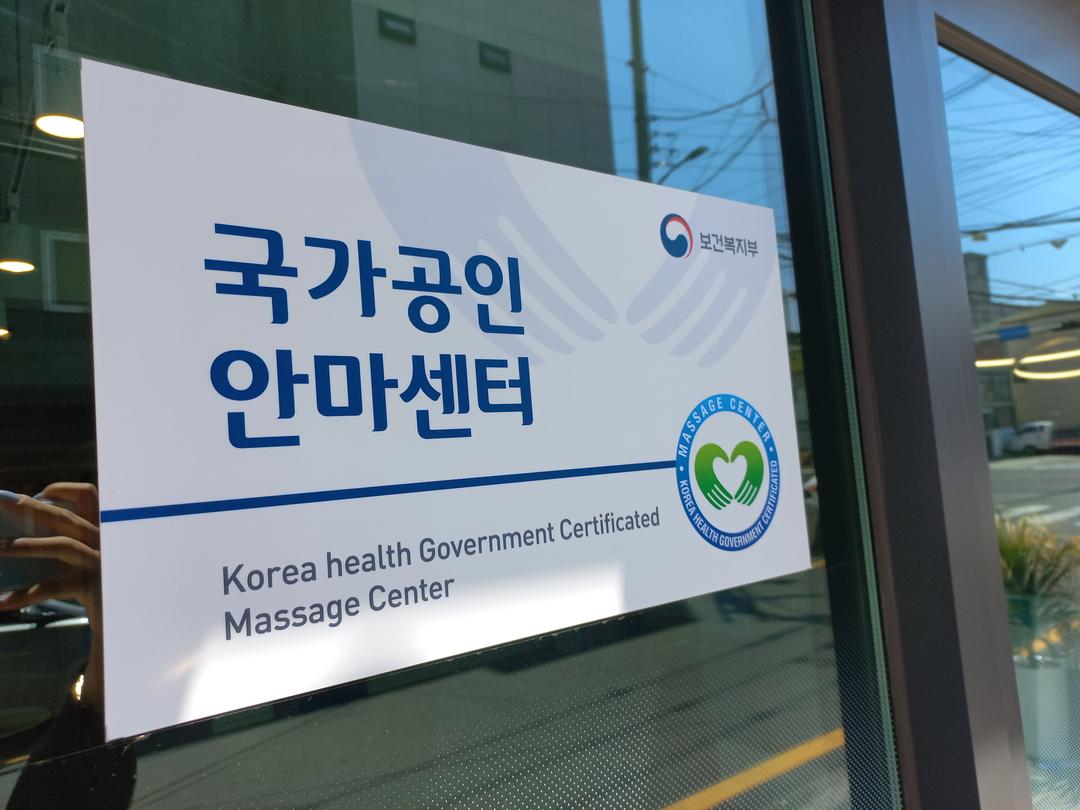 보건복지부
국가공인
안마센터
Korea health Government Certificated
Massage Center
MASSAGE CENTER
KOREA HEALTH GOVERNMENT CERTIFICATED